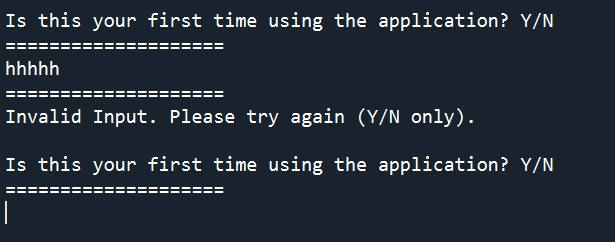 Is this your first time using the application? Y/N
====================
hhhhh
====================
Invalid Input. Please try again (Y/N only).
Is this your first time using the application? Y/N
====================